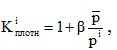 K^i_плотн = 1 + β p̄/p^i ,